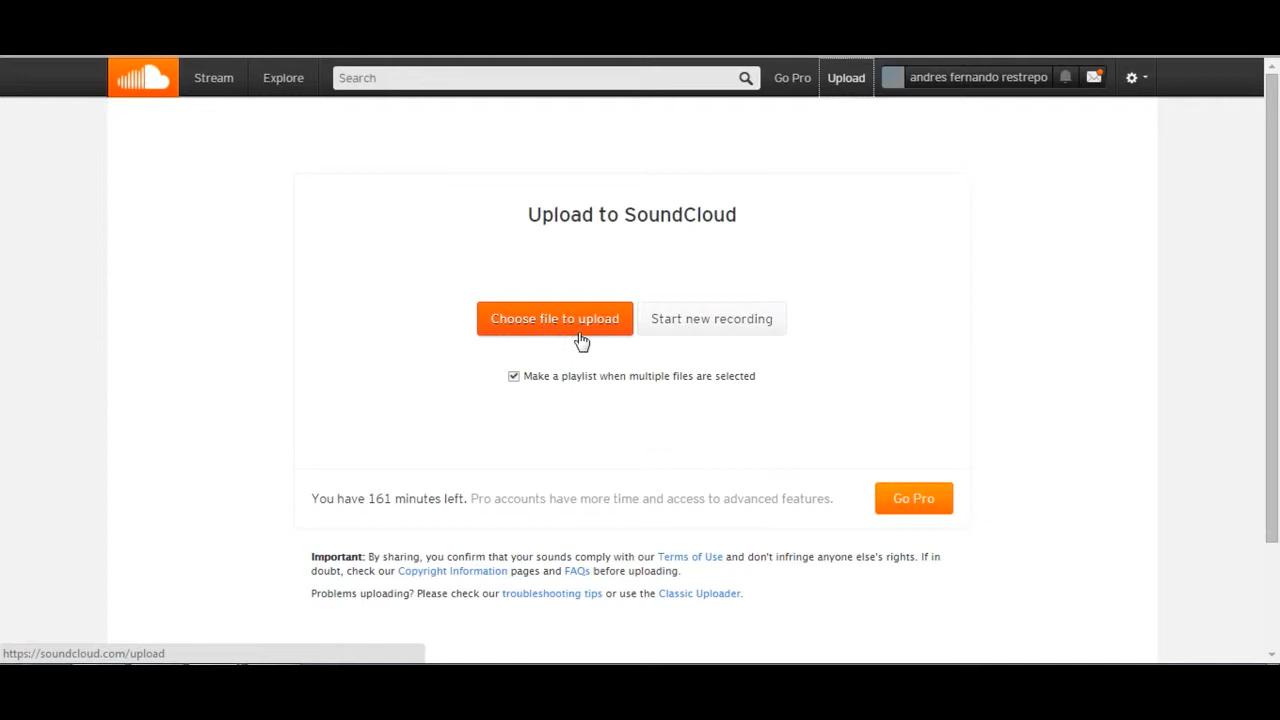 Stream Explore Search Go Pro Upload andres fernando restrepo
Upload to SoundCloud
Choose file to upload Start new recording
Make a playlist when multiple files are selected
You have 161 minutes left. Pro accounts have more time and access to advanced features. Go Pro
Important: By sharing, you confirm that your sounds comply with our Terms of Use and don't infringe anyone else's rights. If in
doubt, check our Copyright Information pages and FAQs before uploading.
Problems uploading? Please check our troubleshooting tips or use the Classic Uploader.
https://soundcloud.com/upload